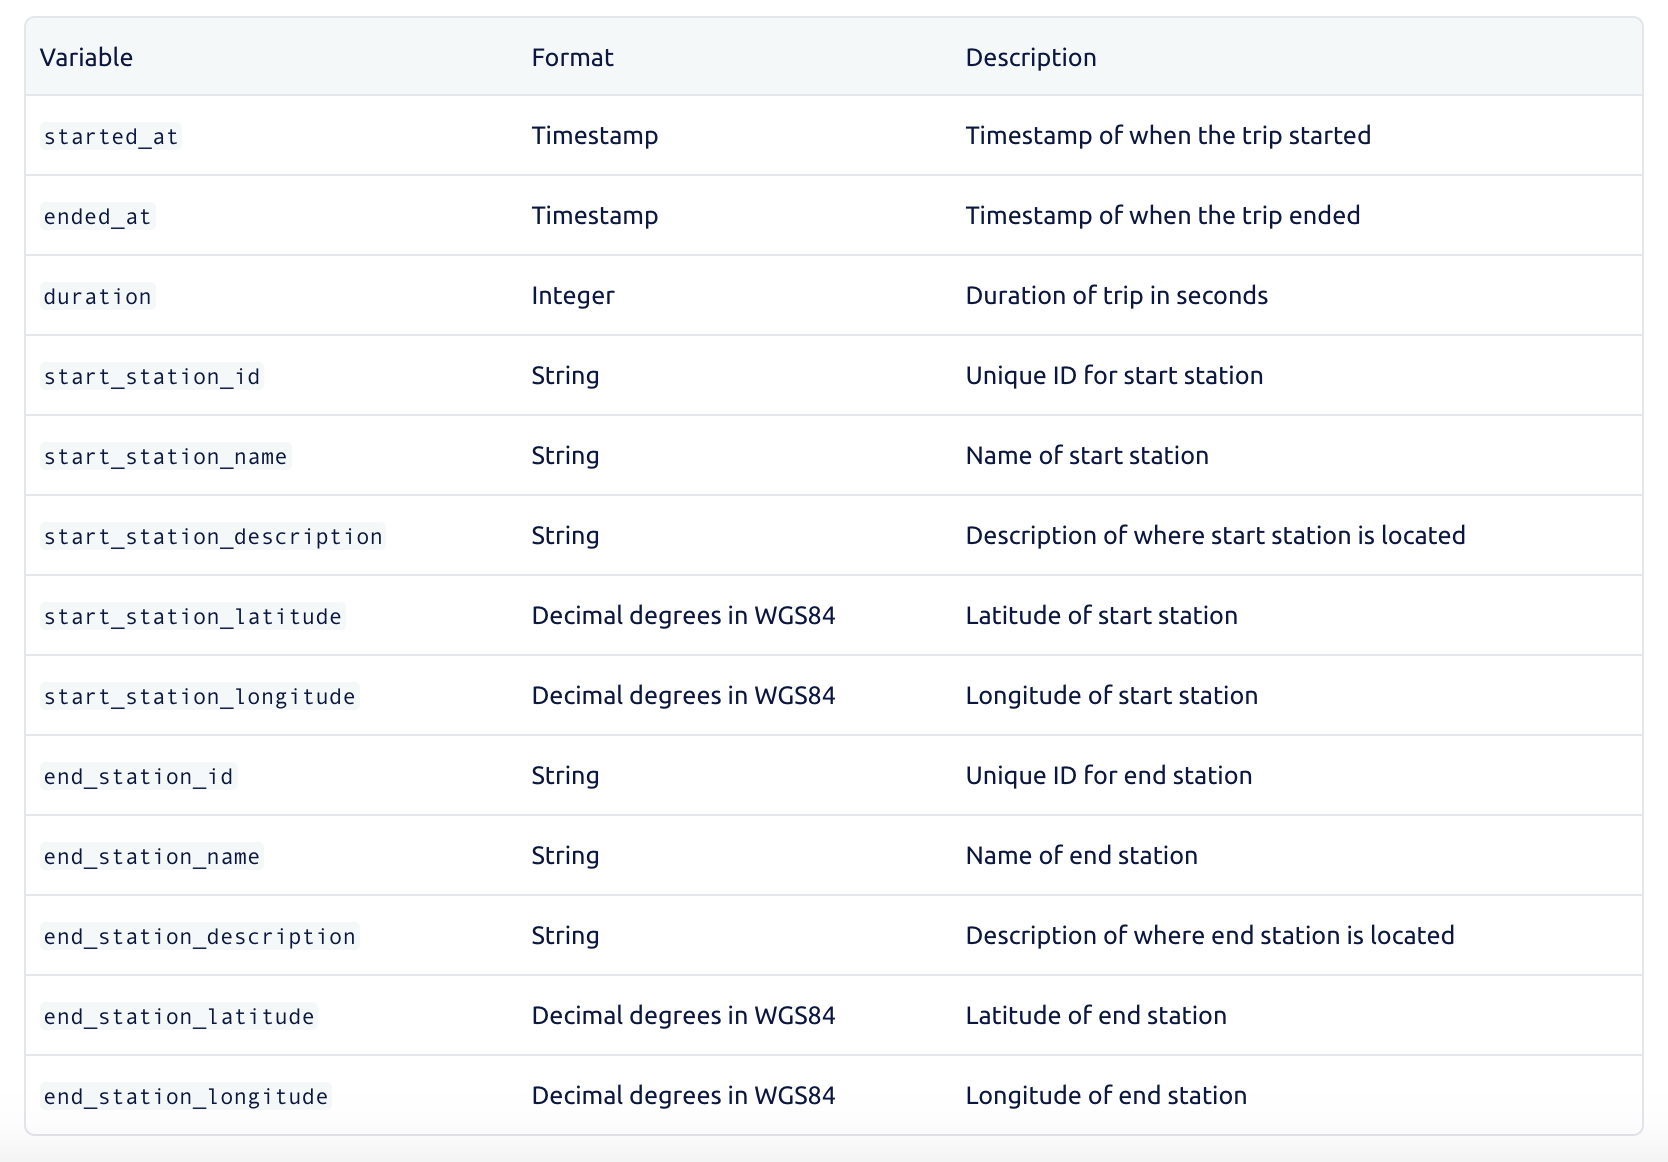 Variable Format Description
started_at Timestamp Timestamp of when the trip started
ended_at Timestamp Timestamp of when the trip ended
duration Integer Duration of trip in seconds
start_station_id String Unique ID for start station
start_station_name String Name of start station
start_station_description String Description of where start station is located
start_station_latitude Decimal degrees in WGS84 Latitude of start station
start_station_longitude Decimal degrees in WGS84 Longitude of start station
end_station_id String Unique ID for end station
end_station_name String Name of end station
end_station_description String Description of where end station is located
end_station_latitude Decimal degrees in WGS84 Latitude of end station
end_station_longitude Decimal degrees in WGS84 Longitude of end station